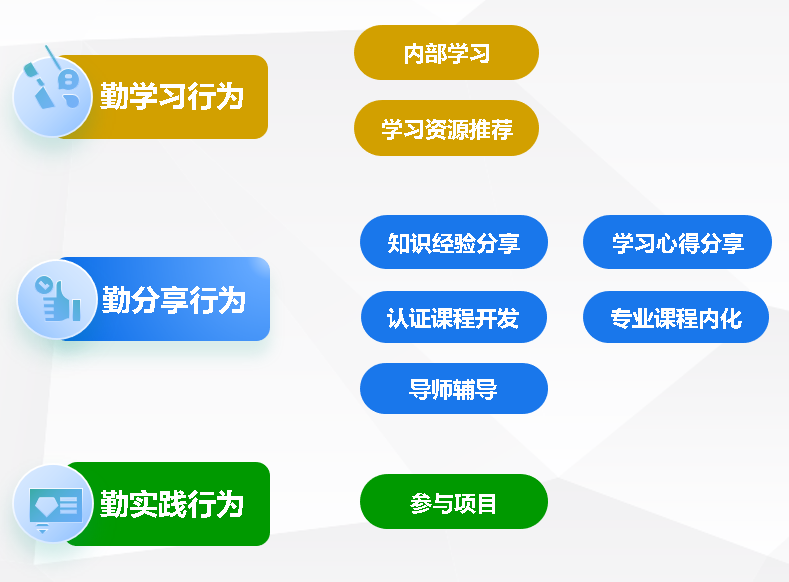 勤学习行为
内部学习
学习资源推荐
勤分享行为
知识经验分享
学习心得分享
认证课程开发
专业课程内化
导师辅导
勤实践行为
参与项目